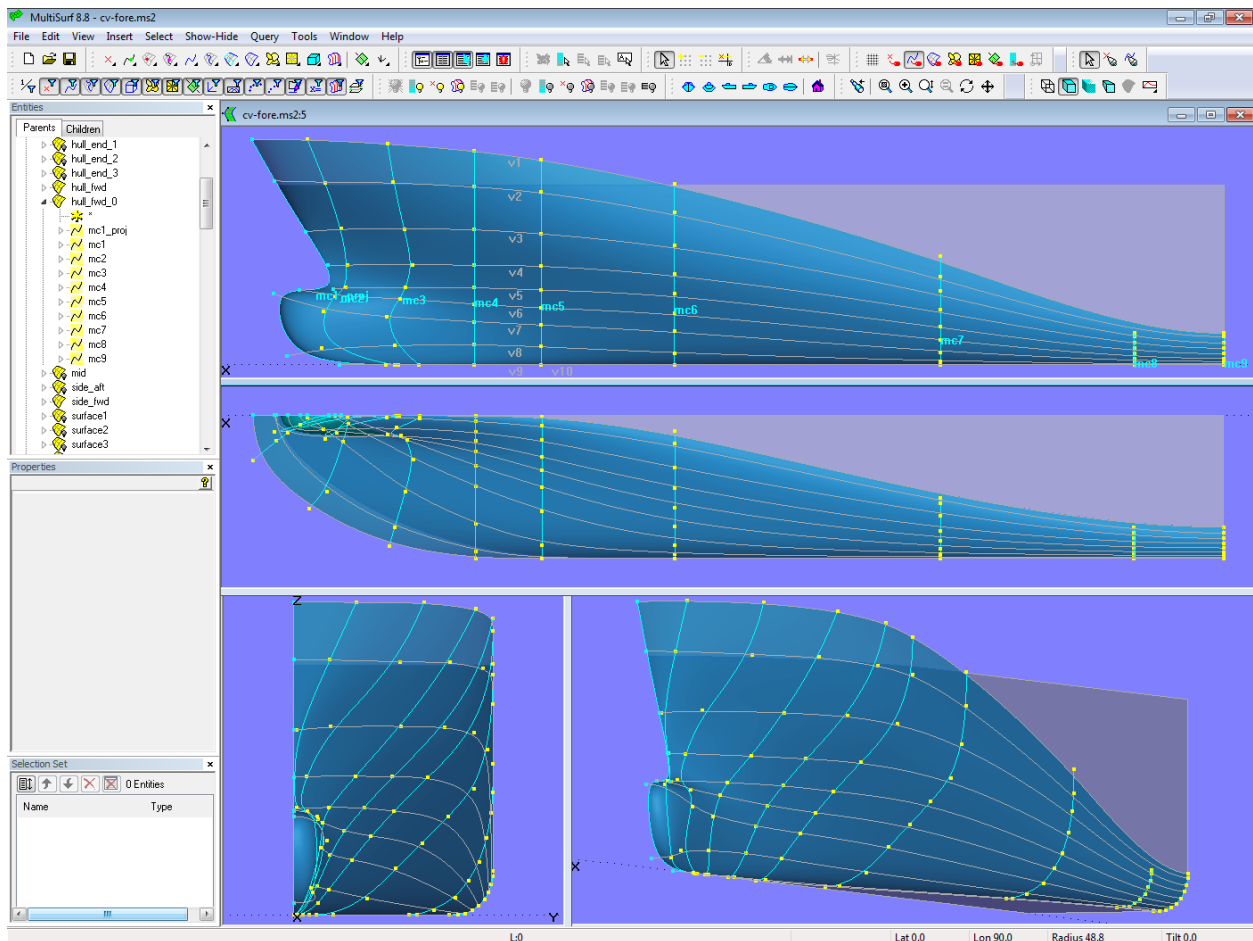 MultiSurf 8.8 - cv-fore.ms2
File Edit View Insert Select Show-Hide Query Tools Window Help
Entities
Parents Children
hull_end_1
hull_end_2
hull_end_3
hull_fwd
hull_fwd_0
*
mc1_proj
mc1
mc2
mc3
mc4
mc5
mc6
mc7
mc8
mc9
mid
side_aft
side_fwd
surface1
surface2
surface3
Properties
Selection Set
0 Entities
Name Type
cv-fore.ms2:5
v1
v2
v3
v4
v5
v6
v7
v8
v9 v10
mc3
mc4
mc5
mc6
mc7
mc8
mc9
X
X
Z
X
Y
X
L:0 Lat 0.0 Lon 90.0 Radius 48.8 Tilt 0.0